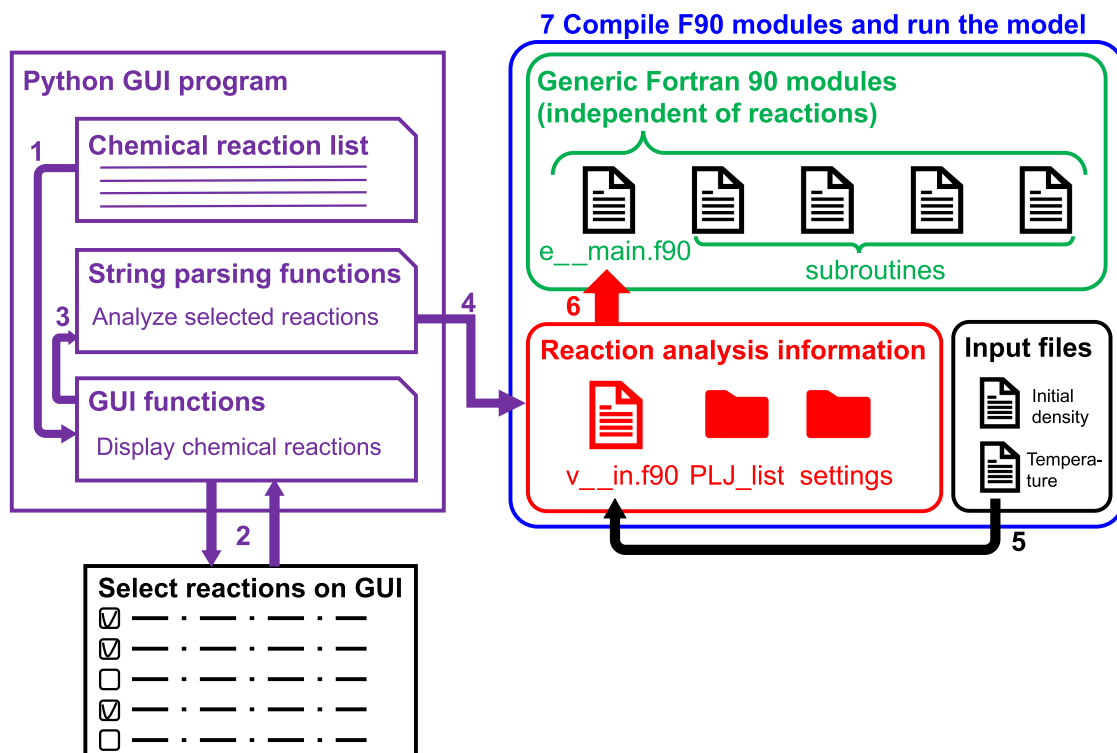 7 Compile F90 modules and run the model
Python GUI program
1
Chemical reaction list
String parsing functions
Analyze selected reactions
3
4
GUI functions
Display chemical reactions
2
Select reactions on GUI
Generic Fortran 90 modules
(independent of reactions)
e__main.f90
subroutines
6
Reaction analysis information
v__in.f90 PLJ_list settings
Input files
Initial
density
Tempera-
ture
5